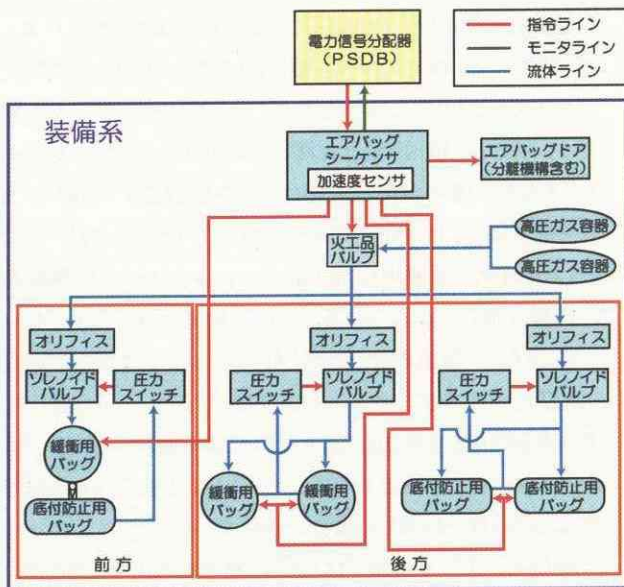 電力信号分配器
(PSDB)
指令ライン
モニタライン
流体ライン
装備系
エアバッグ
シーケンサ
加速度センサ
エアバッグドア
(分離機構含む)
火工品
バルブ
高圧ガス容器
高圧ガス容器
オリフィス
オリフィス
オリフィス
ソレノイド
バルブ
圧力
スイッチ
圧力
スイッチ
ソレノイド
バルブ
圧力
スイッチ
ソレノイド
バルブ
緩衝用
バッグ
底付防止用
バッグ
緩衝用
バッグ
緩衝用
バッグ
底付防止用
バッグ
底付防止用
バッグ
前方
後方